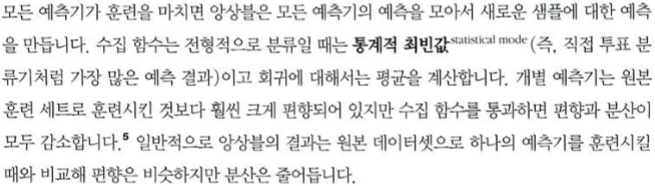 모든 예측기가 훈련을 마치면 앙상블은 모든 예측기의 예측을 모아서 새로운 샘플에 대한 예측
을 만듭니다. 수집 함수는 전형적으로 분류일 때는 통계적 최빈값statistical mode(즉, 직접 투표 분
류기처럼 가장 많은 예측 결과)이고 회귀에 대해서는 평균을 계산합니다. 개별 예측기는 원본
훈련 세트로 훈련시킨 것보다 훨씬 크게 편향되어 있지만 수집 함수를 통과하면 편향과 분산이
모두 감소합니다.5 일반적으로 앙상블의 결과는 원본 데이터셋으로 하나의 예측기를 훈련시킬
때와 비교해 편향은 비슷하지만 분산은 줄어듭니다.